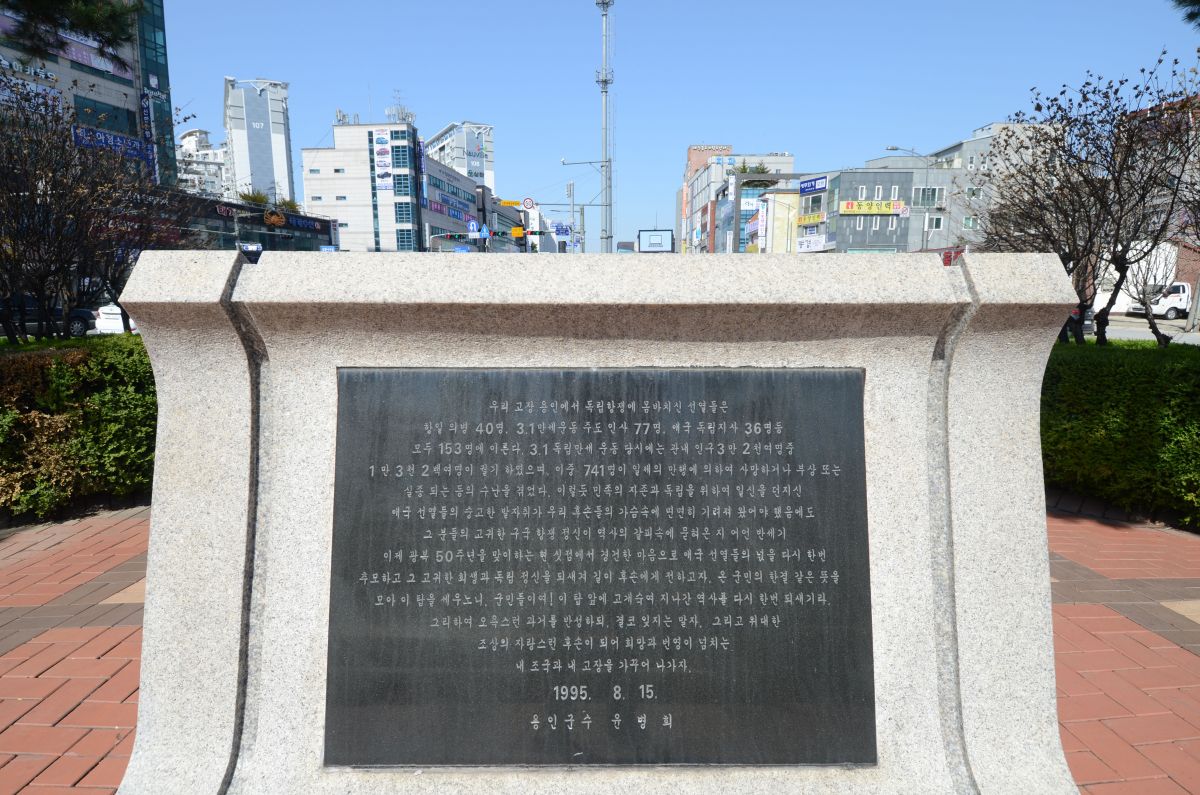 107
동양인력
우리 고장 용인에서 독립항쟁에 몸바치신 선열들은
항일 의병 40명, 3.1만세운동 주도 인사 77명, 애국 독립지사 36명등
모두 153명에 이른다. 3.1 독립만세 운동 당시에는 관내 인구3만 2천여명중
1만 3천 2백여명이 궐기 하였으며, 이중 741명이 일제의 만행에 의하여 사망하거나 부상 또는
실종 되는 등의 수난을 겪었다. 이렇듯 민족의 자존과 독립을 위하여 일신을 던지신
애국 선열들의 숭고한 발자취가 우리 후손들의 가슴속에 면면히 기려져 왔어야 했음에도
그 분들의 고귀한 구국 항쟁 정신이 역사의 갈피속에 묻혀온 지 어언 반세기
이제 광복 50주년을 맞이하는 현 싯점에서 경건한 마음으로 애국 선열들의 넋을 다시 한번
추모하고 그 고귀한 희생과 독립 정신을 되새겨 길이 후손에게 전하고자, 온 군민의 한결 같은 뜻을
모아 이 탑을 세우노니, 군민들이여! 이 탑 앞에 고개숙여 지나간 역사를 다시 한번 되새기라.
그리하여 오욕스런 과거를 반성하되, 결코 잊지는 말자. 그리고 위대한
조상의 자랑스런 후손이 되어 희망과 번영이 넘치는
내 조국과 내 고장을 가꾸어 나가자.
1995. 8. 15.
용인군수 윤병희